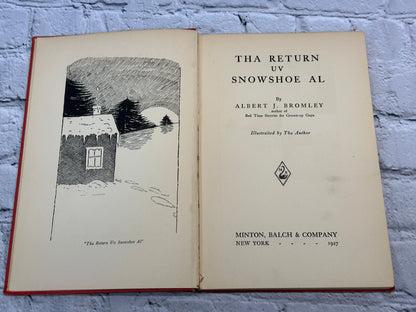 "Tha Return Uv Snowshoe Al"
THA RETURN
UV
SNOWSHOE AL
By
ALBERT J. BROMLEY
author of
Bed Time Stories for Grown-up Guys
Illustrated by Tha Author
MINTON, BALCH & COMPANY
NEW YORK - - - - 1927